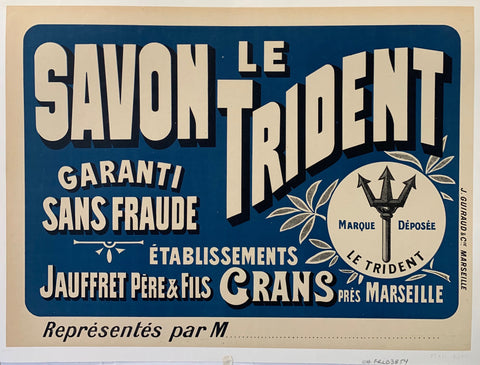 SAVON LE TRIDENT
GARANTI
SANS FRAUDE
MARQUE DÉPOSÉE
LE TRIDENT
ÉTABLISSEMENTS
JAUFFRET PÈRE & FILS GRANS PRÈS MARSEILLE
Représentés par M
J. GUIRAUD & Cie MARSEILLE